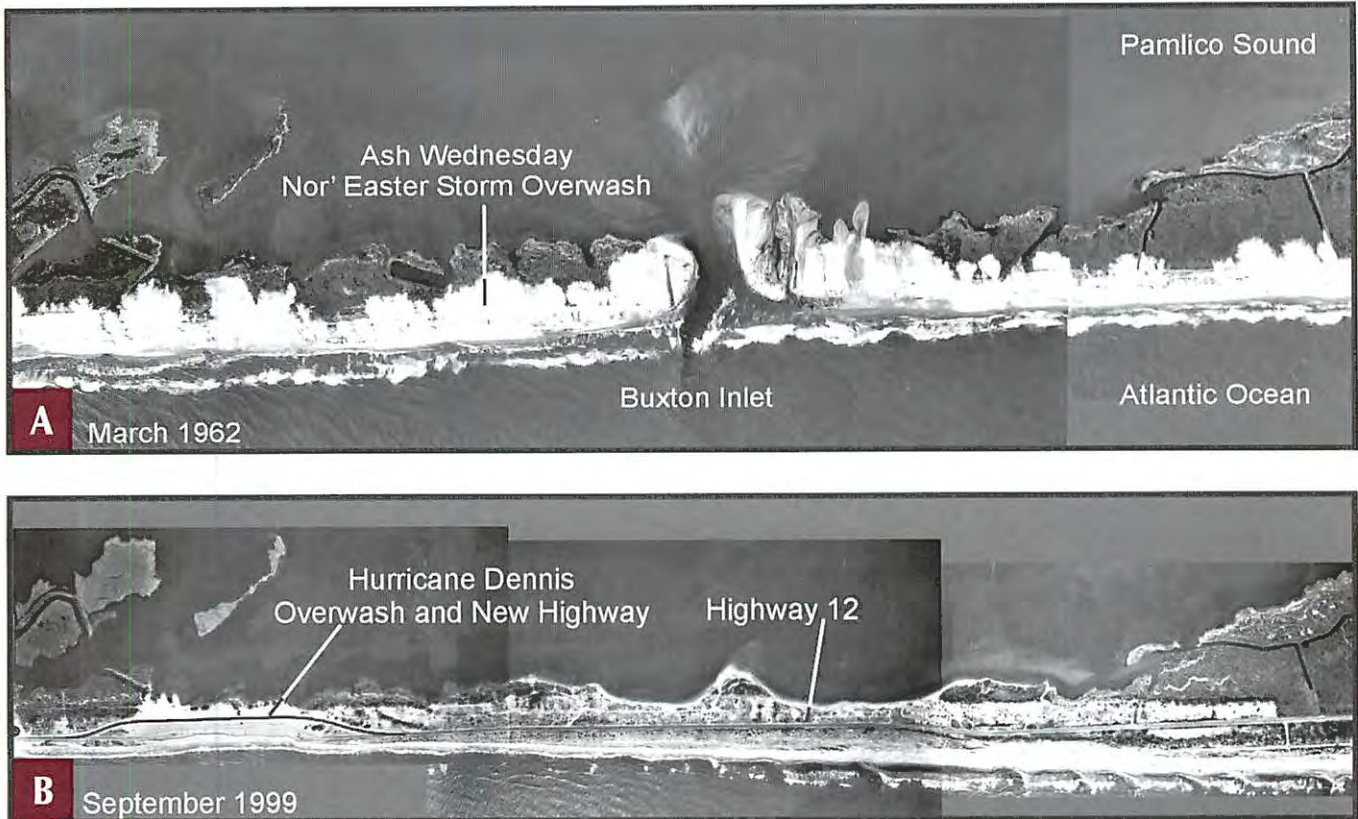 Pamlico Sound
Ash Wednesday
Nor' Easter Storm Overwash
Buxton Inlet
Atlantic Ocean
A
March 1962
Hurricane Dennis
Overwash and New Highway
Highway 12
B
September 1999